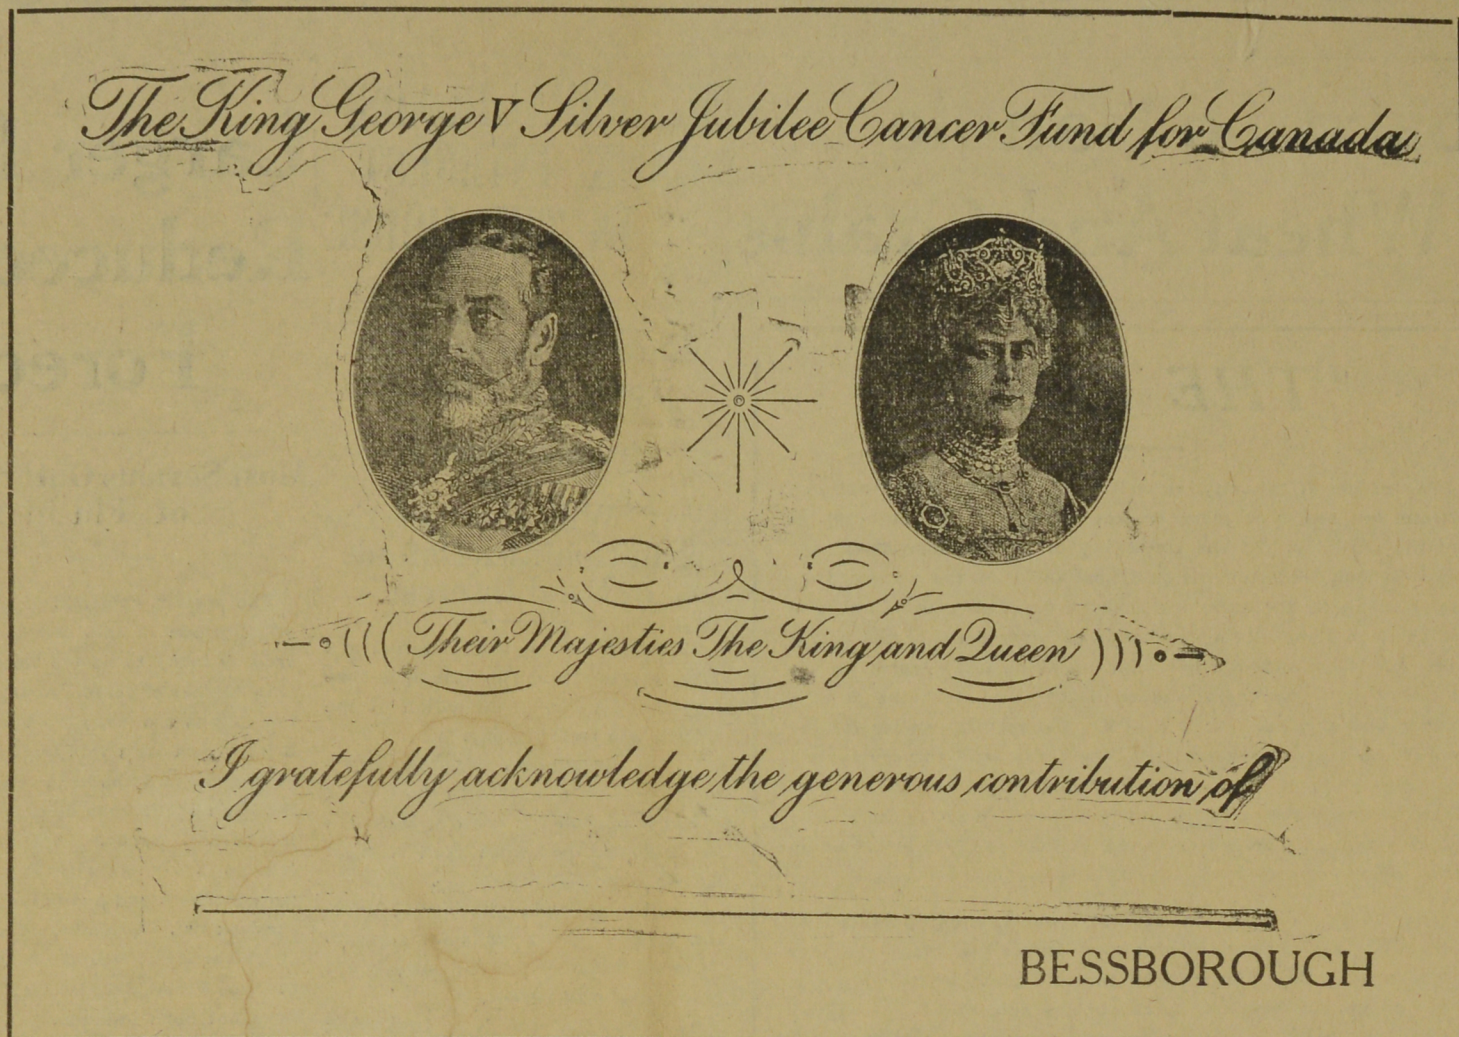 The King George V Silver Jubilee Cancer Fund for Canada
Their Majesties The King and Queen
I gratefully acknowledge the generous contribution of
BESSBOROUGH